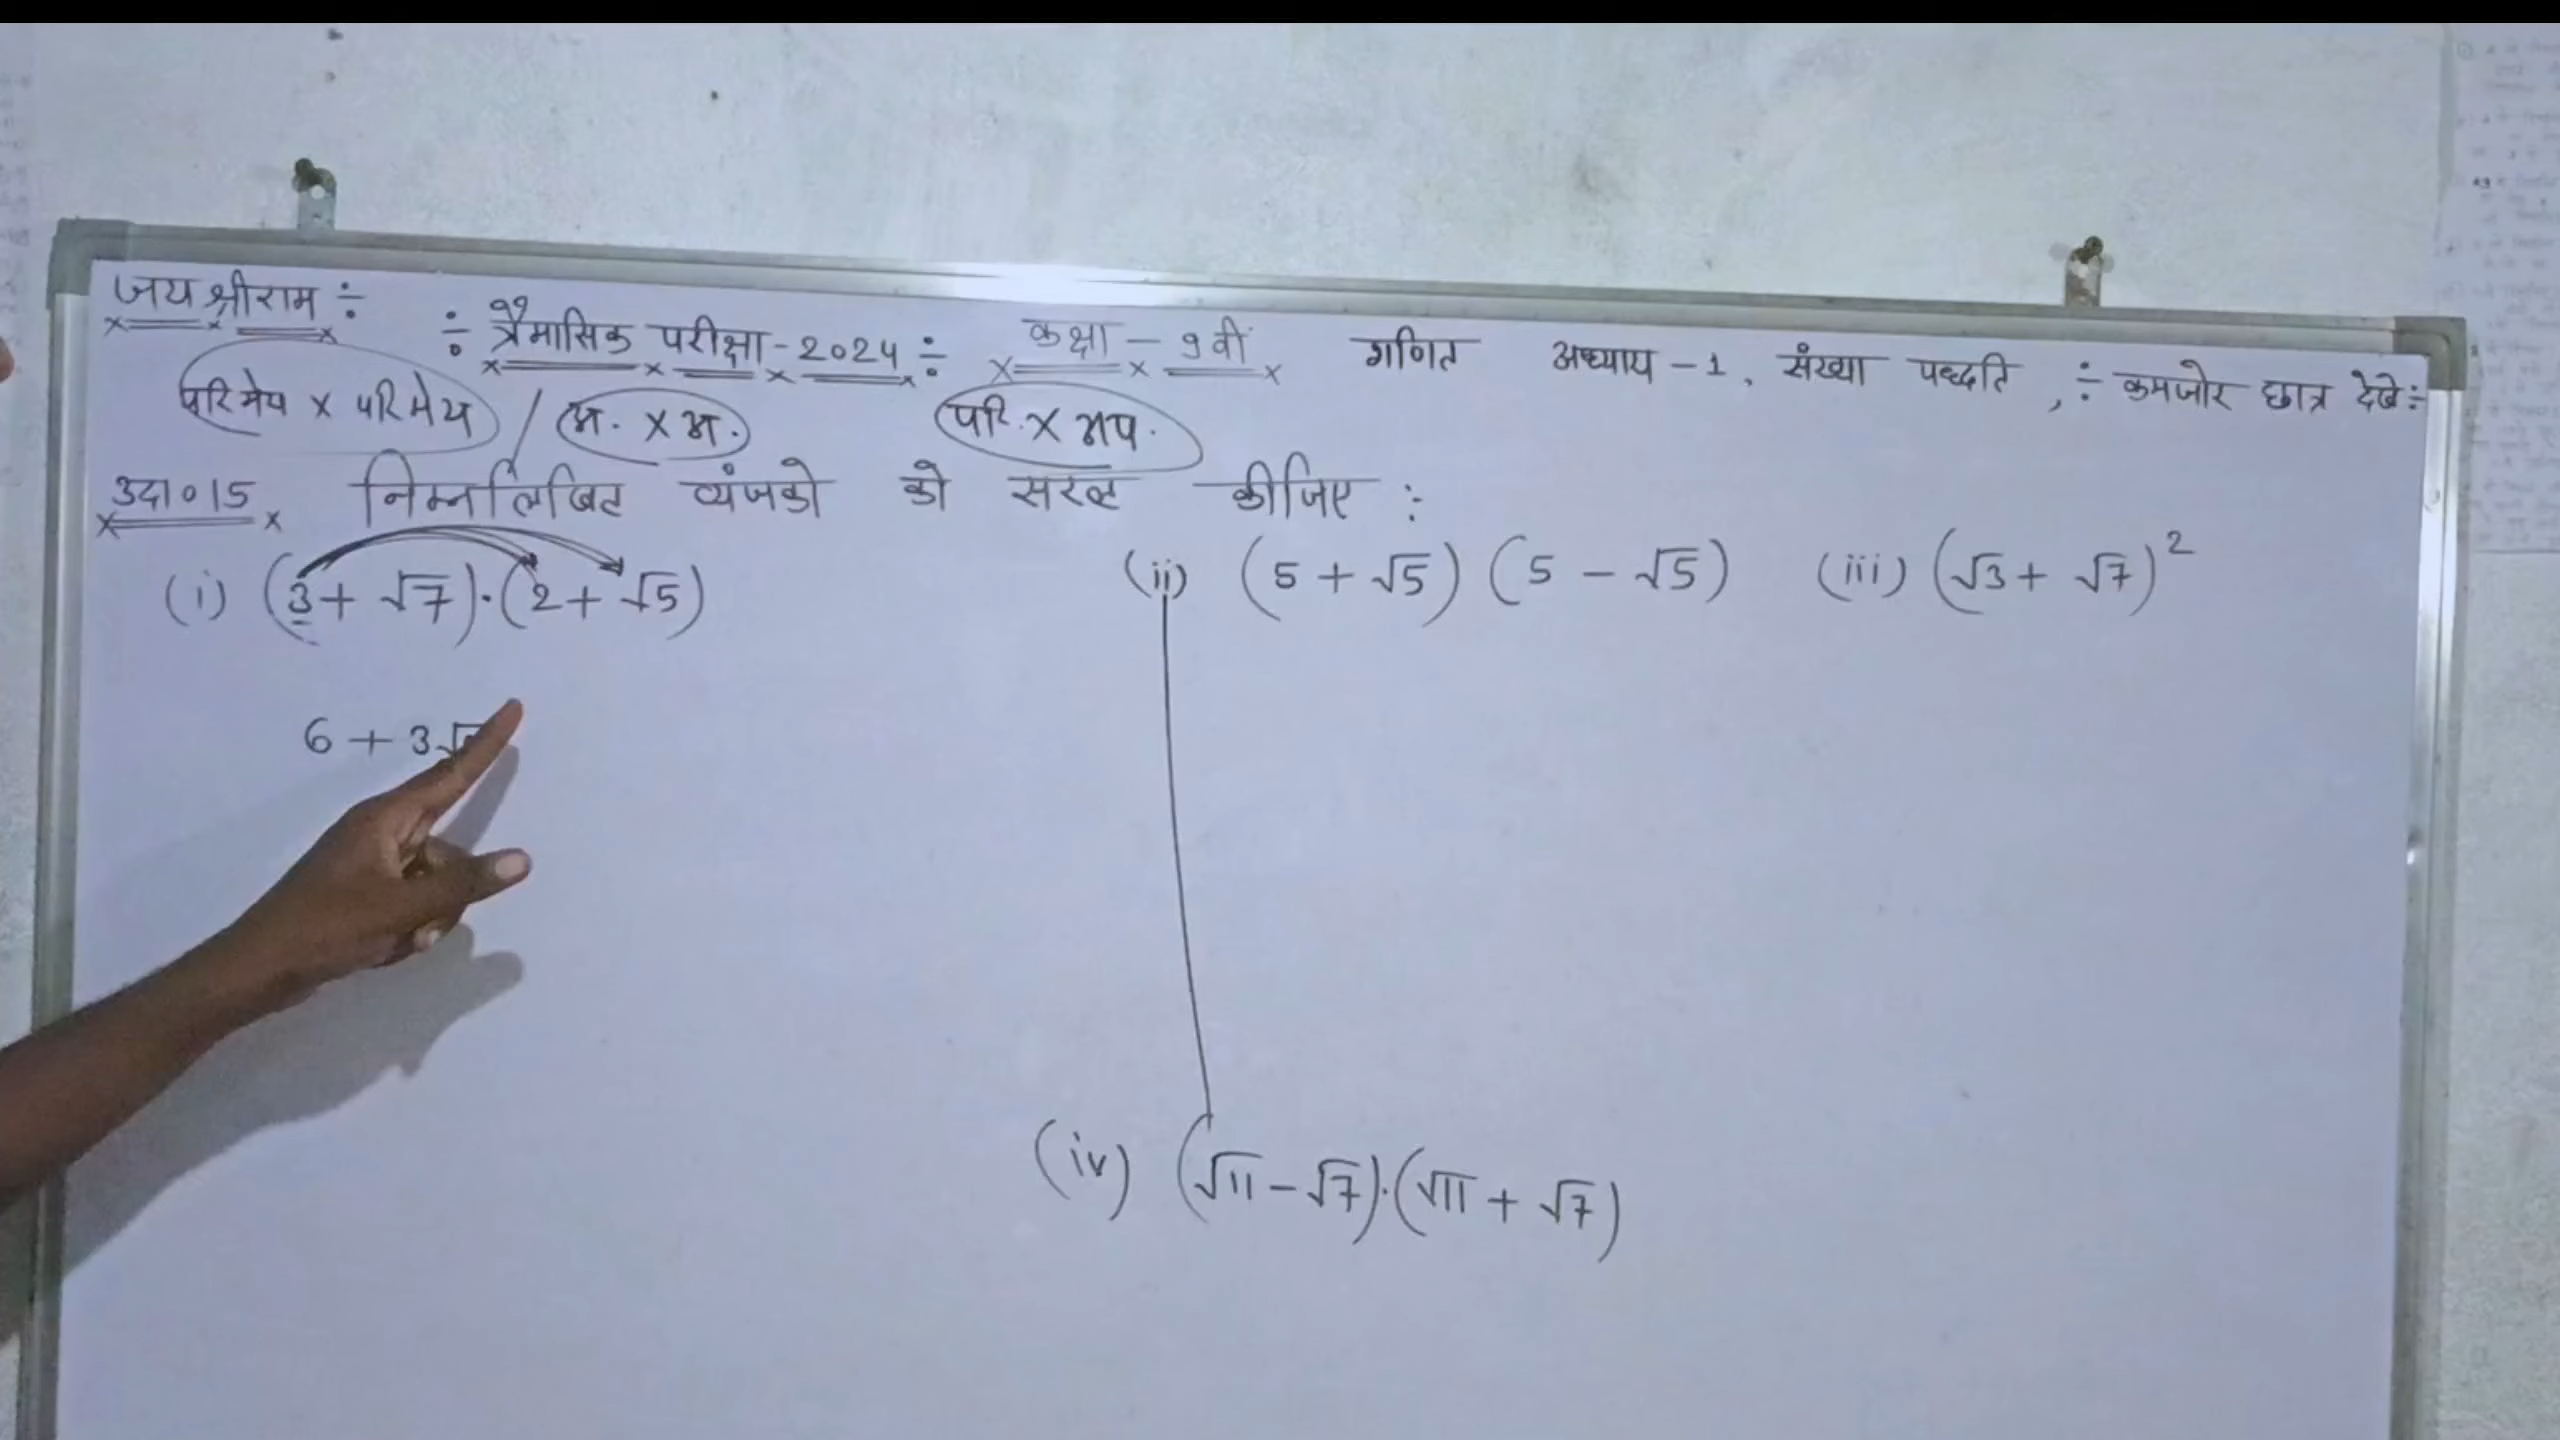 जय श्रीराम ÷
÷ त्रैमासिक परीक्षा - 2024 ÷ कक्षा - 9वीं गणित अध्याय - 1, संख्या पद्धति, ÷ कमजोर छात्र देखे ÷
परिमेय × परिमेय / अ. × अ. परि. × अप.
उदा० 15 निम्नलिखित व्यंजको को सरल कीजिए :
(i) (3 + √7)·(2 + √5) (ii) (5 + √5) (5 - √5) (iii) (√3 + √7)²
6 + 3√
(iv) (√11 - √7)·(√11 + √7)